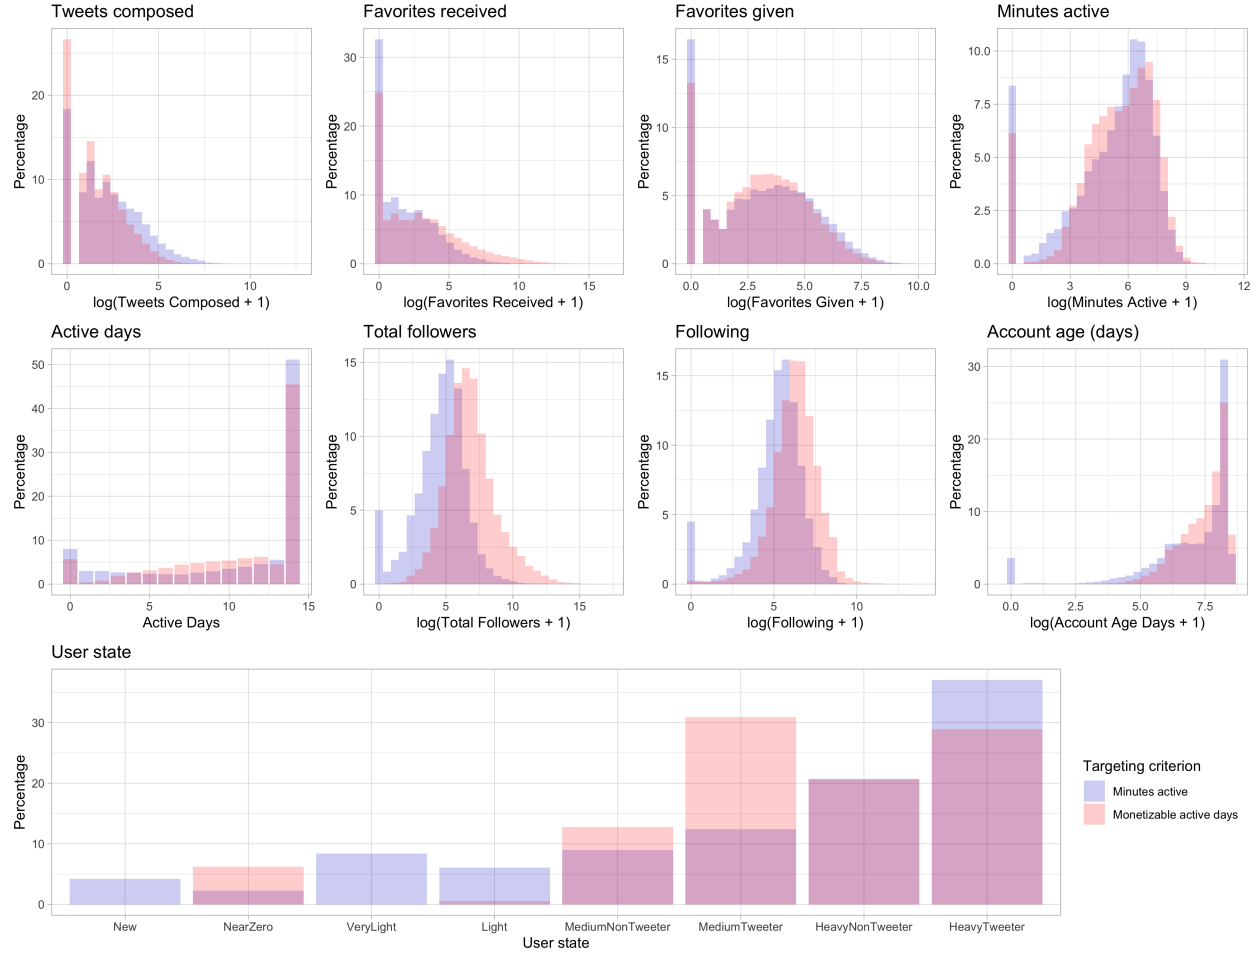 Tweets composed
Percentage
20
10
0
0 5 10
log(Tweets Composed + 1)
Favorites received
Percentage
30
20
10
0
0 5 10 15
log(Favorites Received + 1)
Favorites given
Percentage
15
10
5
0
0.0 2.5 5.0 7.5 10.0
log(Favorites Given + 1)
Minutes active
Percentage
10.0
7.5
5.0
2.5
0.0
0 3 6 9 12
log(Minutes Active + 1)
Active days
Percentage
50
40
30
20
10
0
0 5 10 15
Active Days
Total followers
Percentage
15
10
5
0
0 5 10 15
log(Total Followers + 1)
Following
Percentage
15
10
5
0
0 5 10
log(Following + 1)
Account age (days)
Percentage
30
20
10
0
0.0 2.5 5.0 7.5
log(Account Age Days + 1)
User state
Percentage
30
20
10
0
New NearZero VeryLight Light MediumNonTweeter MediumTweeter HeavyNonTweeter HeavyTweeter
User state
Targeting criterion
Minutes active
Monetizable active days